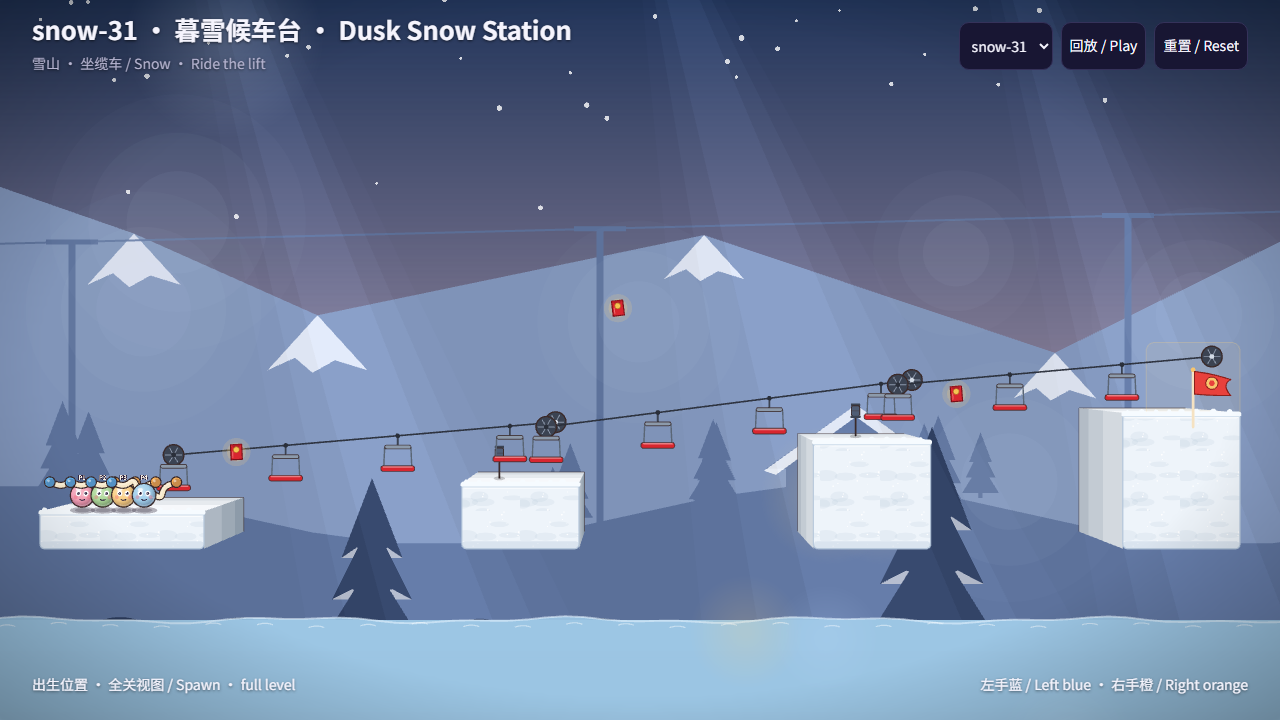 snow-31 • 暮雪候车台 • Dusk Snow Station
雪山 • 坐缆车 / Snow • Ride the lift
snow-31
回放 / Play
重置 / Reset
出生位置 • 全关视图 / Spawn • full level
左手蓝 / Left blue • 右手橙 / Right orange